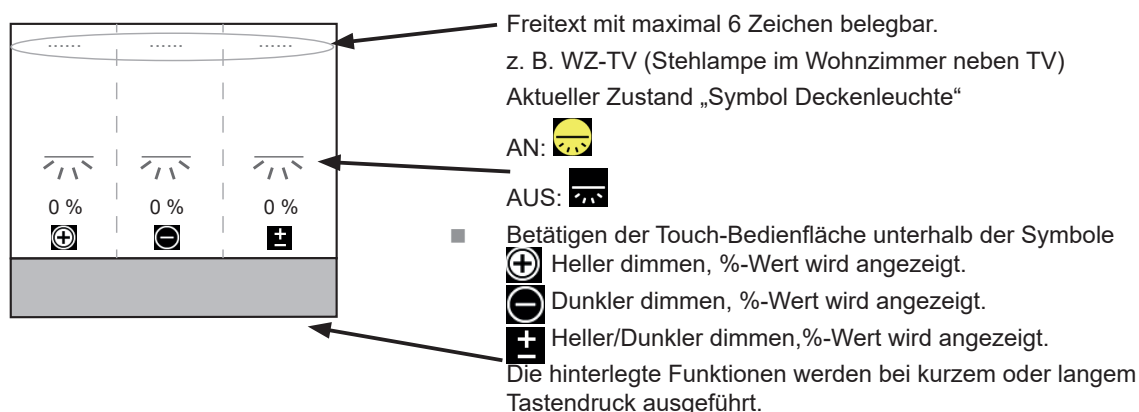 Freitext mit maximal 6 Zeichen belegbar.
...... ...... ......
z. B. WZ-TV (Stehlampe im Wohnzimmer neben TV)
Aktueller Zustand „Symbol Deckenleuchte“
AN:
AUS:
0 % 0 % 0 %
Betätigen der Touch-Bedienfläche unterhalb der Symbole
Heller dimmen, %-Wert wird angezeigt.
Dunkler dimmen, %-Wert wird angezeigt.
Heller/Dunkler dimmen,%-Wert wird angezeigt.
Die hinterlegte Funktionen werden bei kurzem oder langem
Tastendruck ausgeführt.